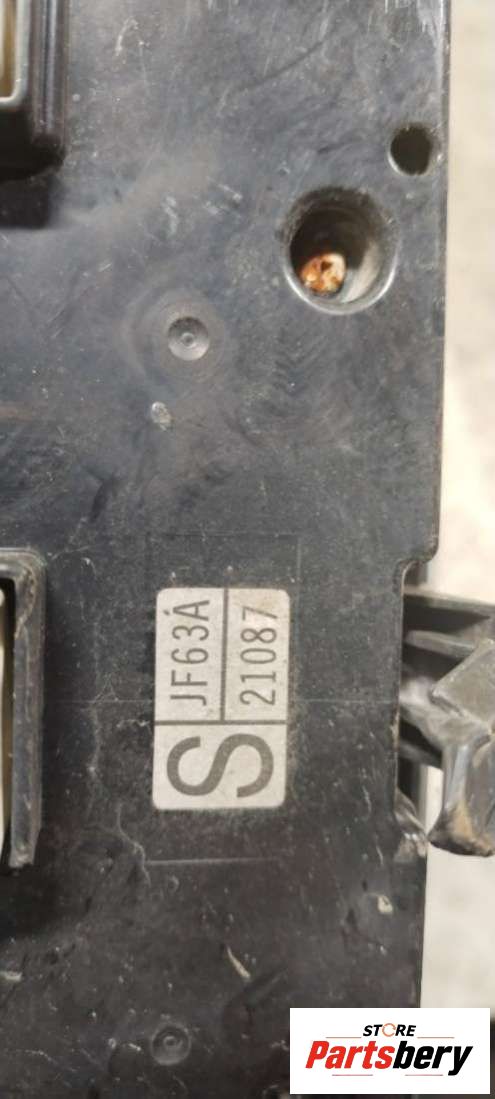 S
JF63A
21087
STORE
Partsbery